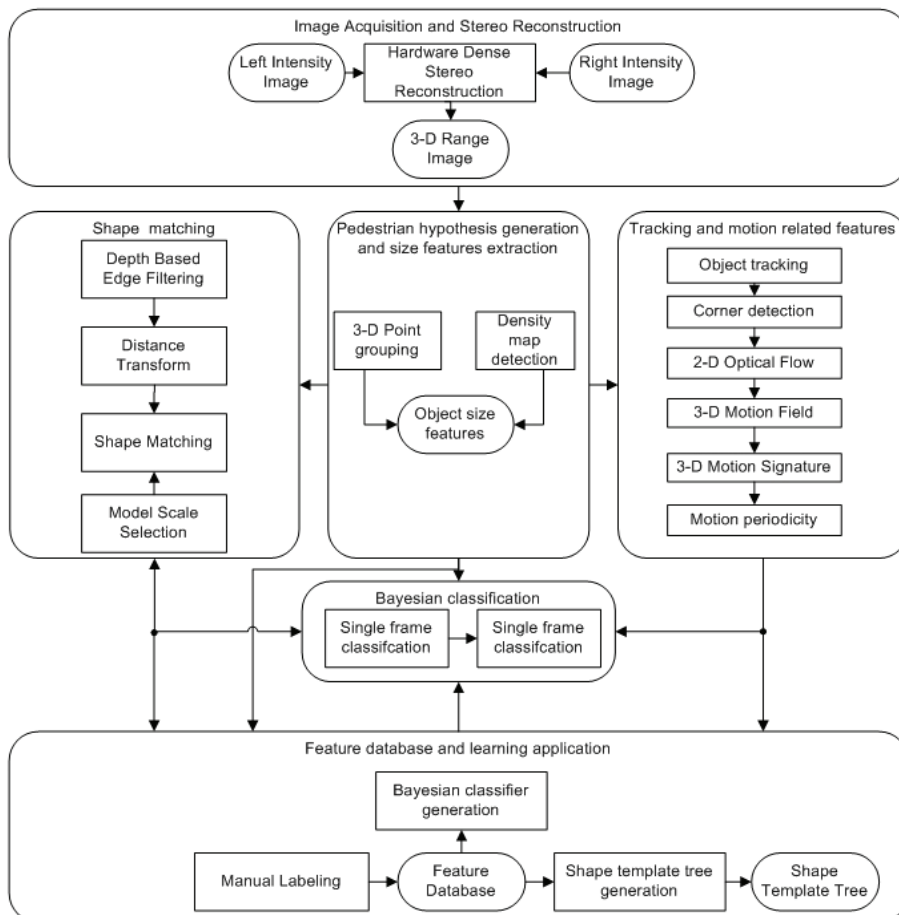 Image Acquisition and Stereo Reconstruction
Left Intensity
Image
Hardware Dense
Stereo
Reconstruction
Right Intensity
Image
3-D Range
Image
Shape matching
Depth Based
Edge Filtering
Distance
Transform
Shape Matching
Model Scale
Selection
Pedestrian hypothesis generation
and size features extraction
3-D Point
grouping
Density
map
detection
Object size
features
Tracking and motion related features
Object tracking
Corner detection
2-D Optical Flow
3-D Motion Field
3-D Motion Signature
Motion periodicity
Bayesian classification
Single frame
classifcation
Single frame
classifcation
Feature database and learning application
Bayesian classifier
generation
Manual Labeling
Feature
Database
Shape template tree
generation
Shape
Template Tree